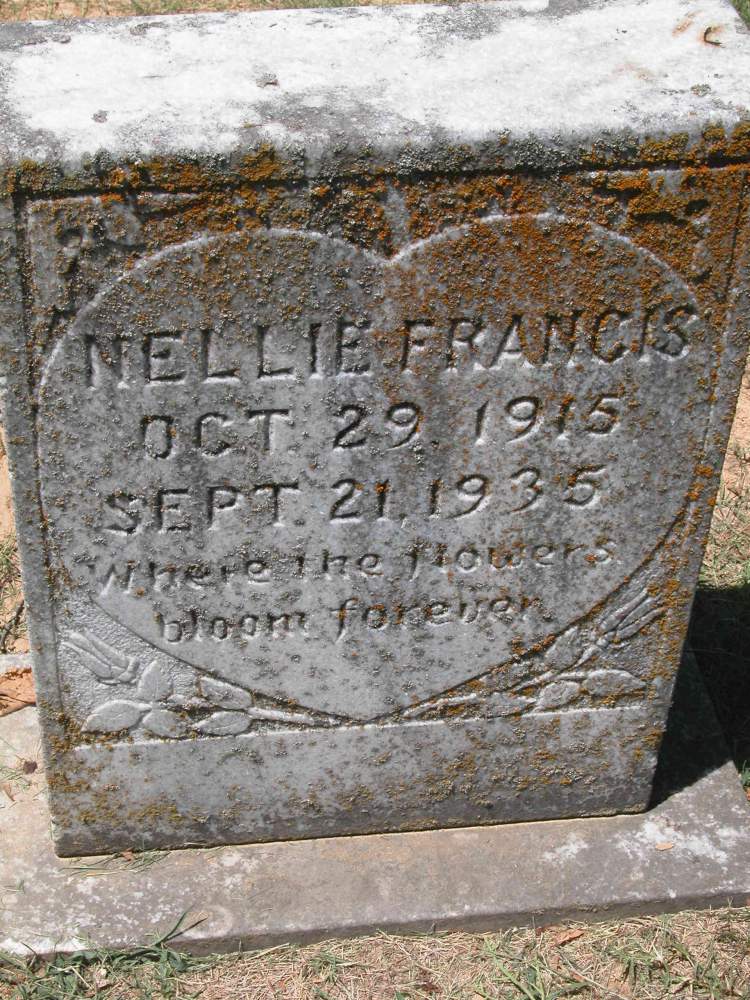 NELLIE FRANCIS
OCT. 29, 1915
SEPT. 21, 1935
Where the flowers
bloom forever.